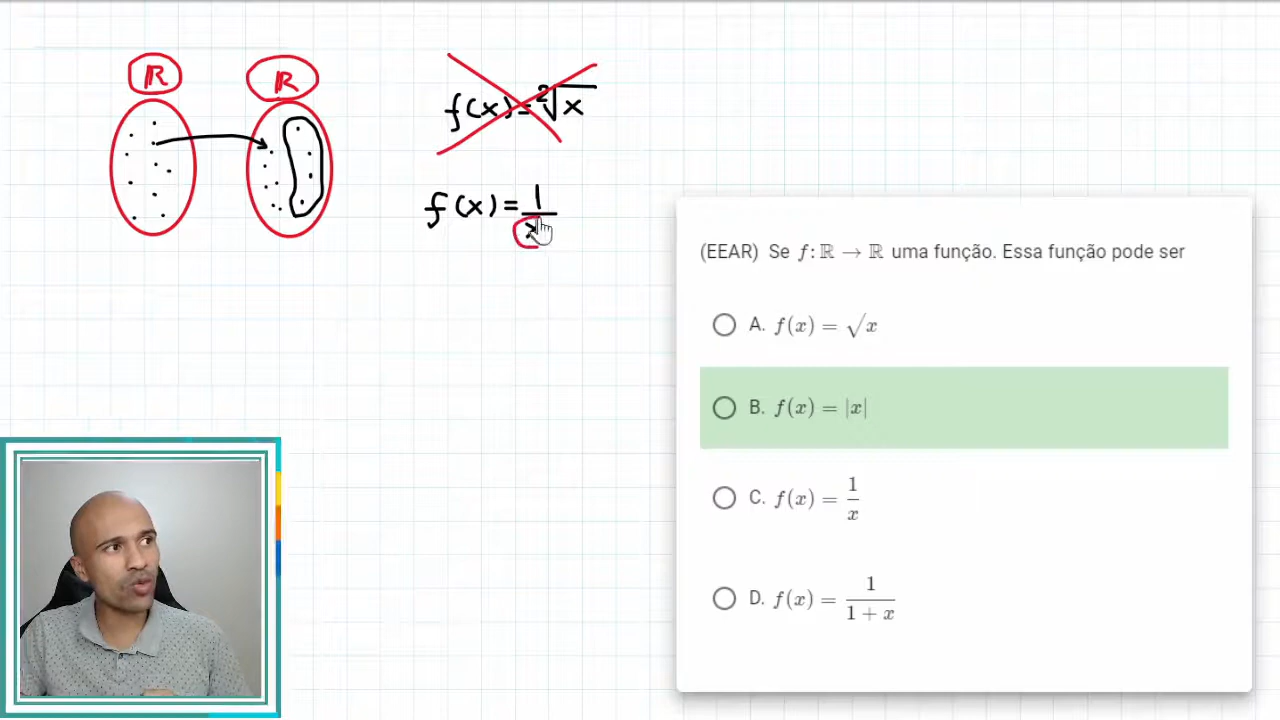 ℝ ℝ
f(x)=²√x
f(x)=1/x
(EEAR) Se f: ℝ → ℝ uma função. Essa função pode ser
A. f(x) = √x
B. f(x) = |x|
C. f(x) = 1/x
D. f(x) = 1/(1 + x)